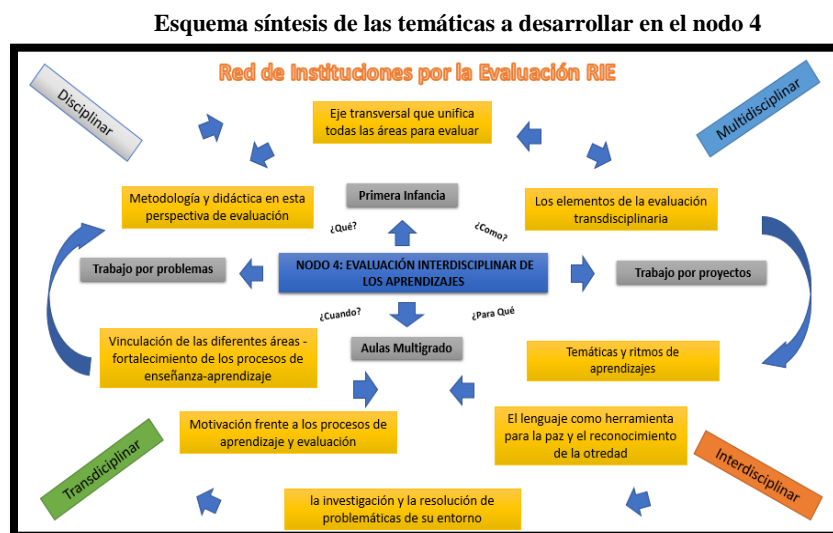 Esquema síntesis de las temáticas a desarrollar en el nodo 4
Red de Instituciones por la Evaluación RIE
Disciplinar
Multidisciplinar
Eje transversal que unifica
todas las áreas para evaluar
Metodología y didáctica en esta
perspectiva de evaluación
Primera Infancia
Los elementos de la evaluación
transdisciplinaria
¿Qué?
¿Como?
Trabajo por problemas
NODO 4: EVALUACIÓN INTERDISCIPLINAR DE
LOS APRENDIZAJES
Trabajo por proyectos
¿Cuando?
¿Para Qué
Vinculación de las diferentes áreas -
fortalecimiento de los procesos de
enseñanza-aprendizaje
Aulas Multigrado
Temáticas y ritmos de
aprendizajes
Motivación frente a los procesos de
aprendizaje y evaluación
El lenguaje como herramienta
para la paz y el reconocimiento
de la otredad
Transdiciplinar
Interdisciplinar
la investigación y la resolución de
problemáticas de su entorno